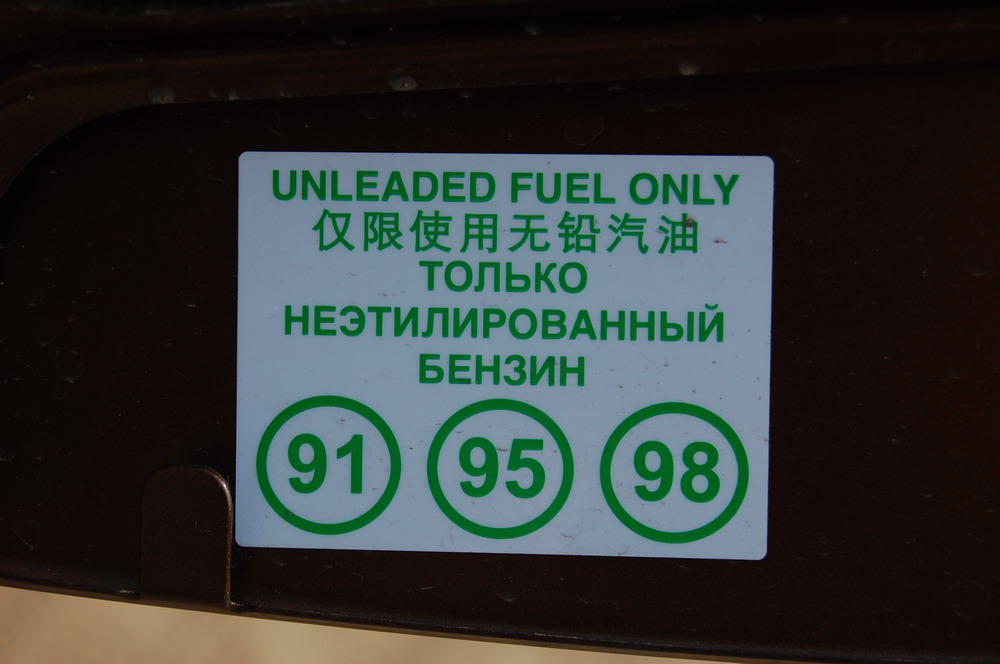 UNLEADED FUEL ONLY
仅限使用无铅汽油
ТОЛЬКО
НЕЭТИЛИРОВАННЫЙ
БЕНЗИН
91 95 98